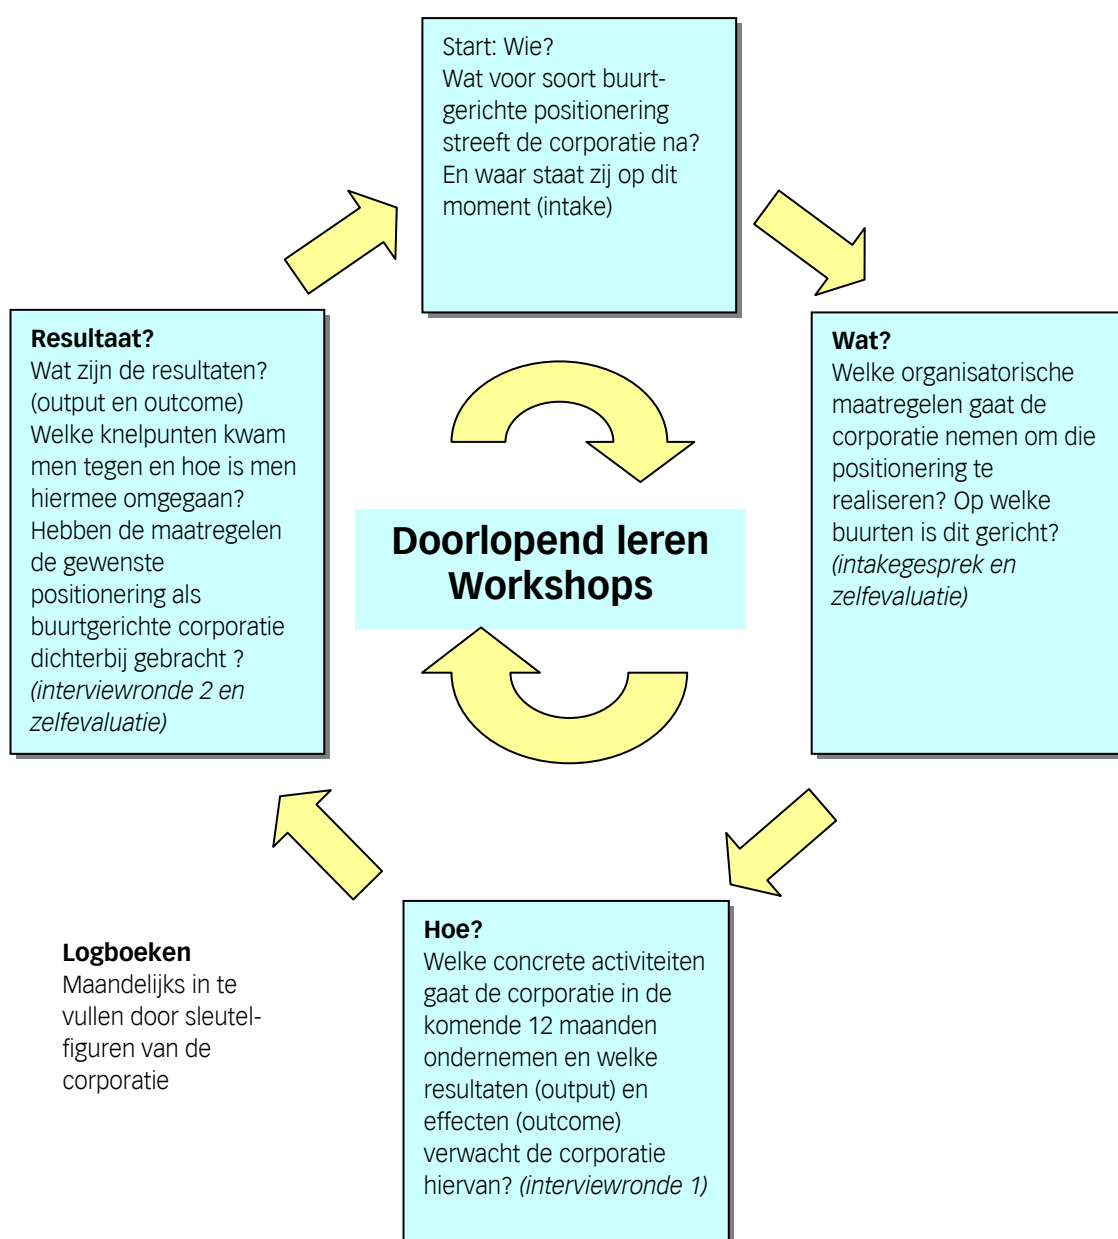 Start: Wie?
Wat voor soort buurt-
gerichte positionering
streeft de corporatie na?
En waar staat zij op dit
moment (intake)
Resultaat?
Wat zijn de resultaten?
(output en outcome)
Welke knelpunten kwam
men tegen en hoe is men
hiermee omgegaan?
Hebben de maatregelen
de gewenste
positionering als
buurtgerichte corporatie
dichterbij gebracht ?
(interviewronde 2 en
zelfevaluatie)
Doorlopend leren
Workshops
Wat?
Welke organisatorische
maatregelen gaat de
corporatie nemen om die
positionering te
realiseren? Op welke
buurten is dit gericht?
(intakegesprek en
zelfevaluatie)
Hoe?
Welke concrete activiteiten
gaat de corporatie in de
komende 12 maanden
ondernemen en welke
resultaten (output) en
effecten (outcome)
verwacht de corporatie
hiervan? (interviewronde 1)
Logboeken
Maandelijks in te
vullen door sleutel-
figuren van de
corporatie